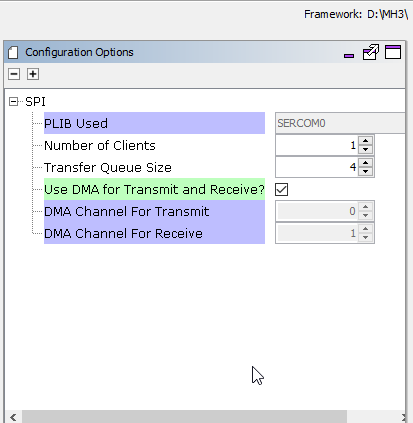 Framework: D:\MH3\
Configuration Options
SPI
PLIB Used SERCOM0
Number of Clients 1
Transfer Queue Size 4
Use DMA for Transmit and Receive?
DMA Channel For Transmit 0
DMA Channel For Receive 1